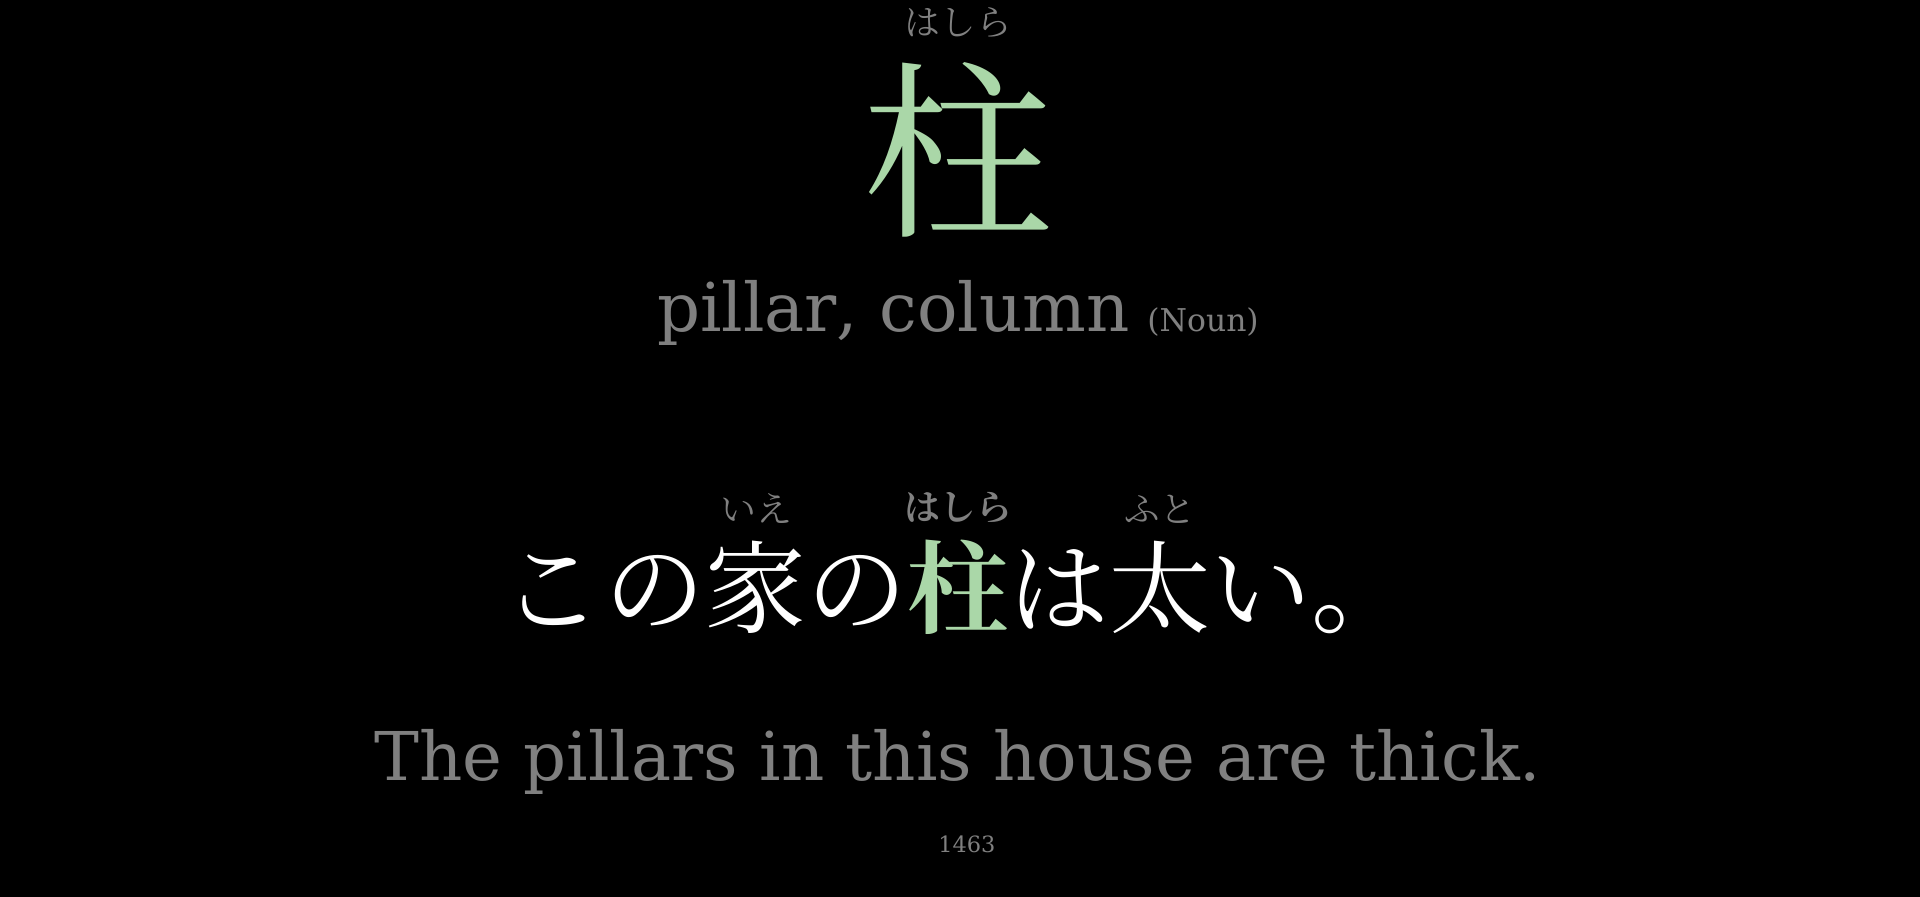 はしら
柱
pillar, column (Noun)
いえ はしら ふと
この家の柱は太い。
The pillars in this house are thick.
1463